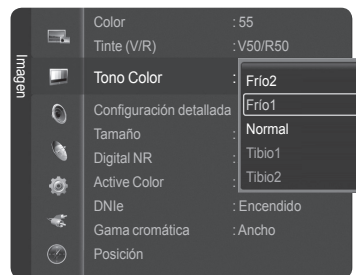 Imagen
Color : 55
Tinte (V/R) : V50/R50
Tono Color :
Frío2
Frío1
Normal
Tibio1
Tibio2
Configuración detallada
Tamaño :
Digital NR :
Active Color :
DNIe : Encendido
Gama cromática : Ancho
Posición